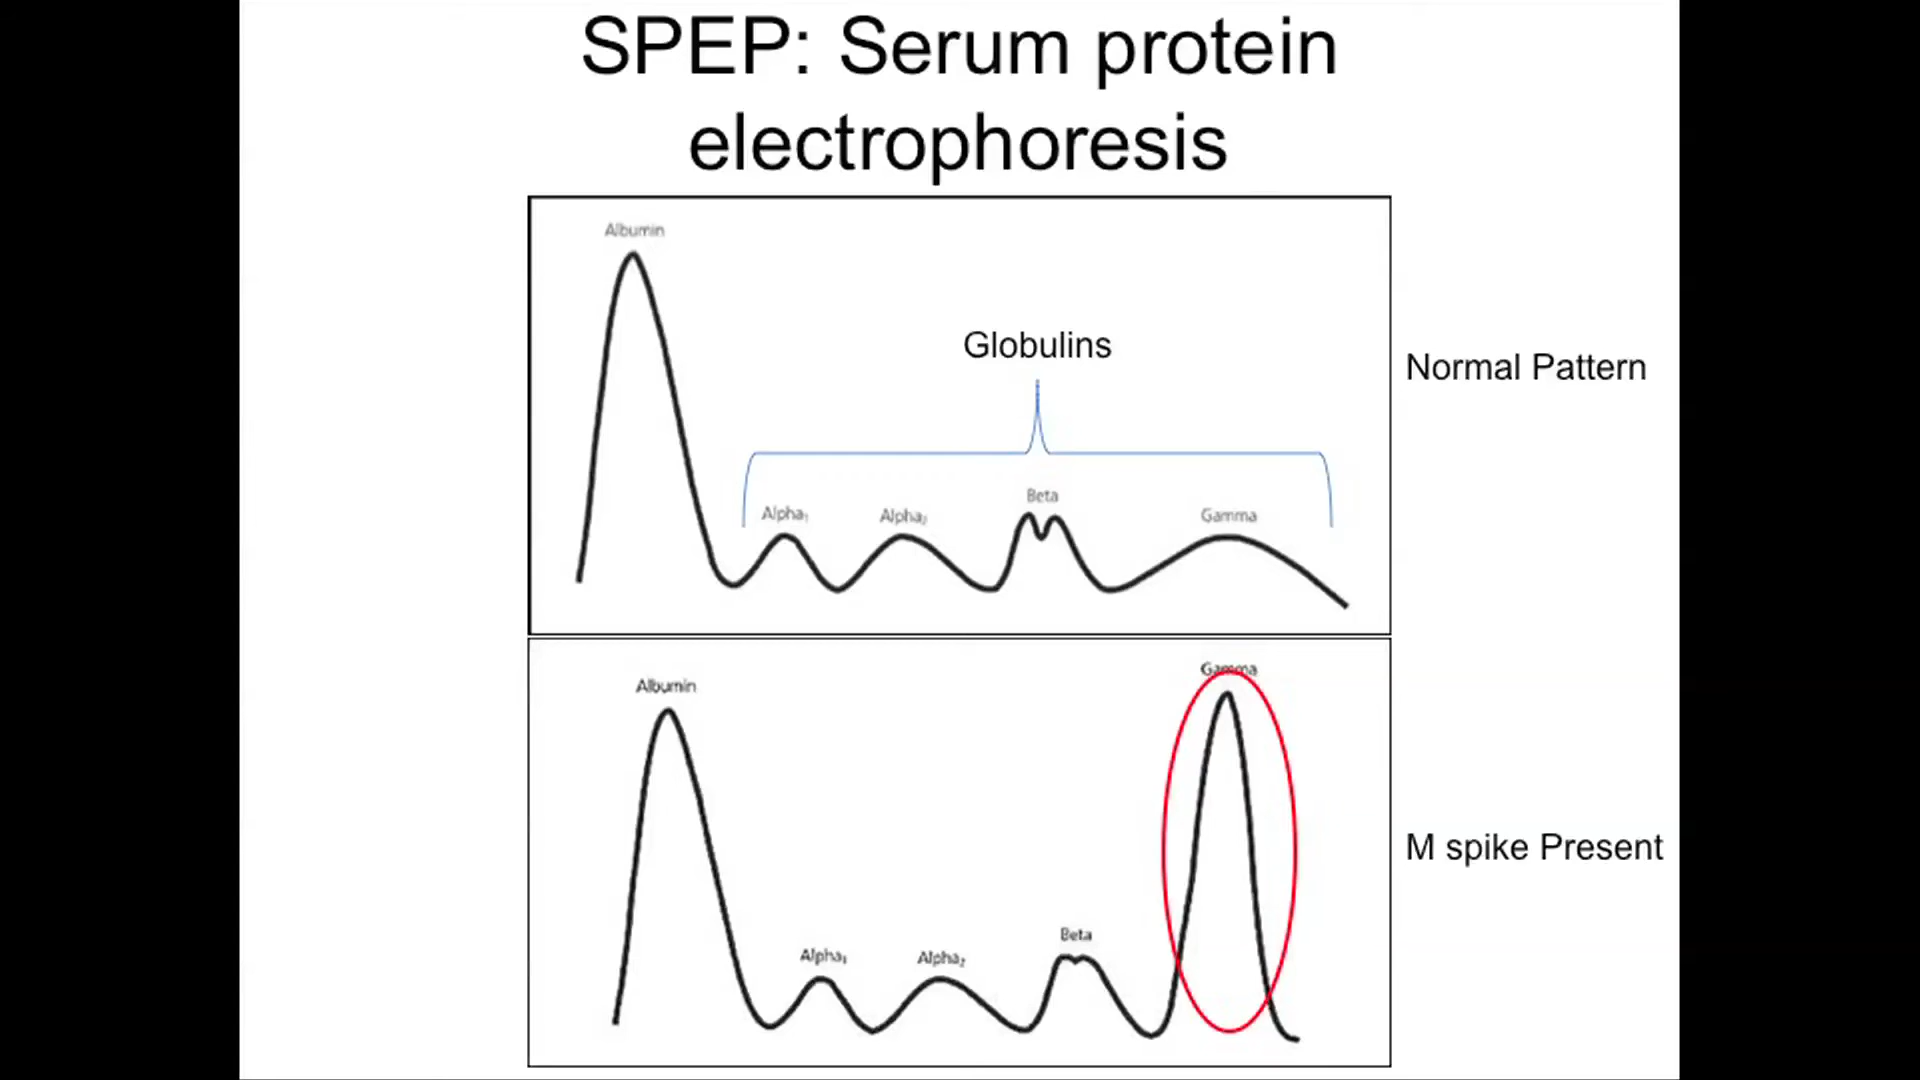 SPEP: Serum protein
electrophoresis
Albumin
Globulins
Alpha₁
Alpha₂
Beta
Gamma
Normal Pattern
Albumin
Alpha₁
Alpha₂
Beta
Gamma
M spike Present